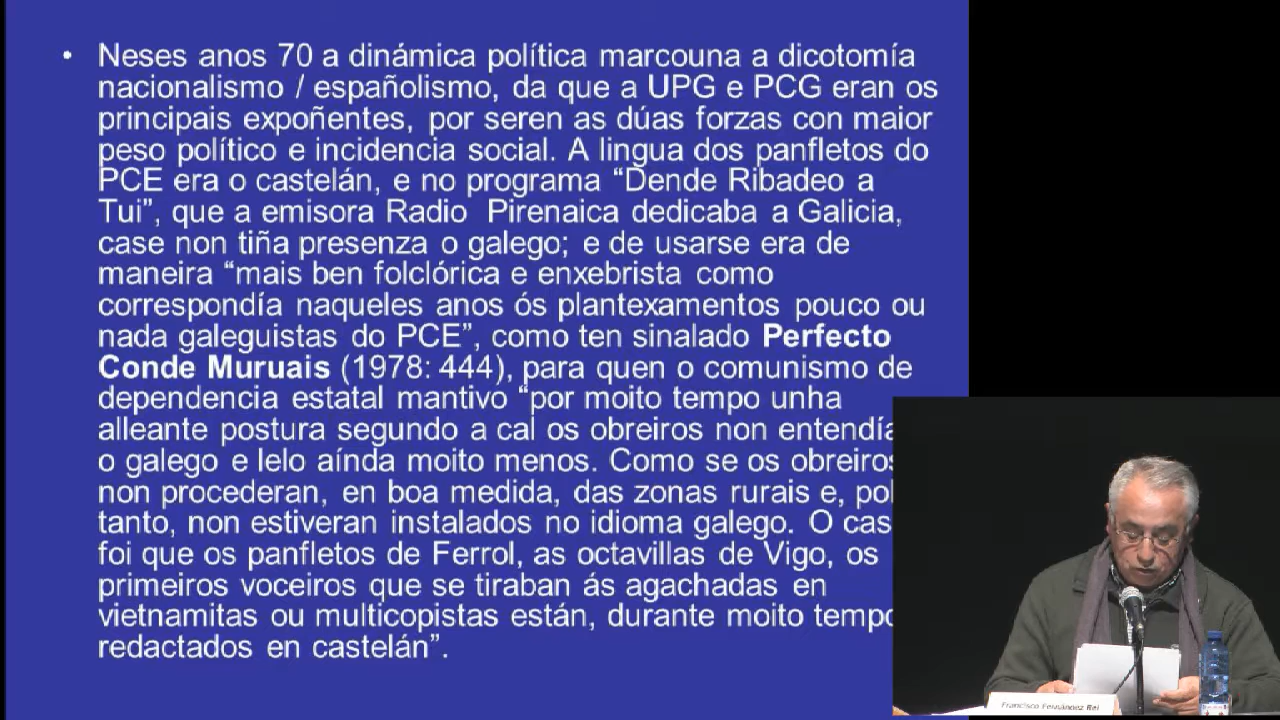 • Neses anos 70 a dinámica política marcouna a dicotomía
nacionalismo / españolismo, da que a UPG e PCG eran os
principais expoñentes, por seren as dúas forzas con maior
peso político e incidencia social. A lingua dos panfletos do
PCE era o castelán, e no programa “Dende Ribadeo a
Tui”, que a emisora Radio Pirenaica dedicaba a Galicia,
case non tiña presenza o galego; e de usarse era de
maneira “mais ben folclórica e enxebrista como
correspondía naqueles anos ós plantexamentos pouco ou
nada galeguistas do PCE”, como ten sinalado Perfecto
Conde Muruais (1978: 444), para quen o comunismo de
dependencia estatal mantivo “por moito tempo unha
alleante postura segundo a cal os obreiros non entendía
o galego e lelo aínda moito menos. Como se os obreiros
non procederan, en boa medida, das zonas rurais e, po
tanto, non estiveran instalados no idioma galego. O cas
foi que os panfletos de Ferrol, as octavillas de Vigo, os
primeiros voceiros que se tiraban ás agachadas en
vietnamitas ou multicopistas están, durante moito tempo
redactados en castelán”.
Francisco Fernández Rei